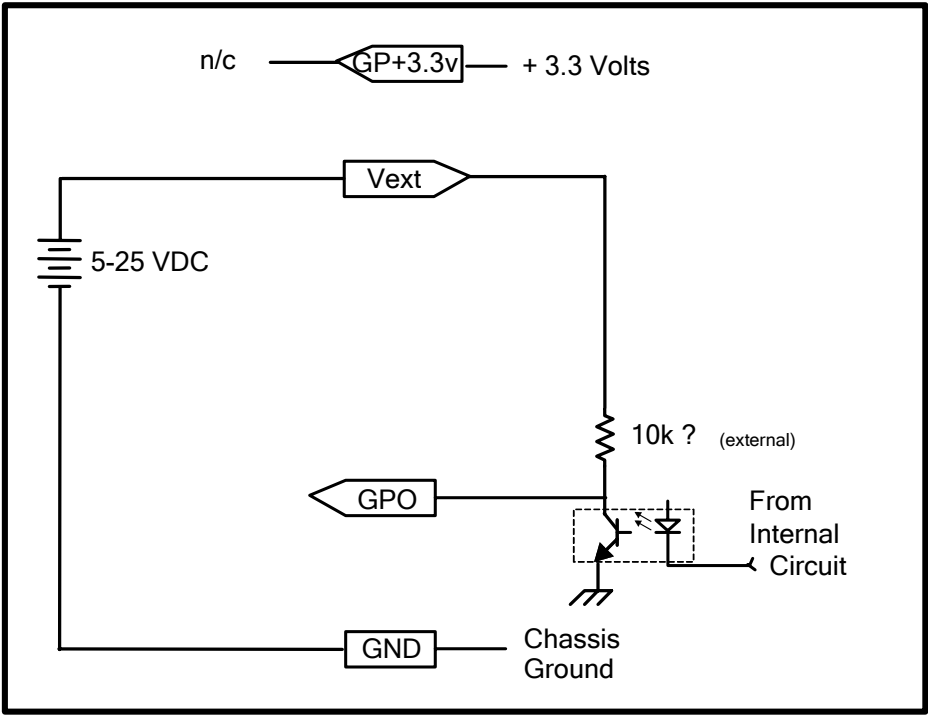 n/c GP+3.3v + 3.3 Volts
Vext
5-25 VDC
10k ? (external)
GPO
From
Internal
Circuit
GND
Chassis
Ground